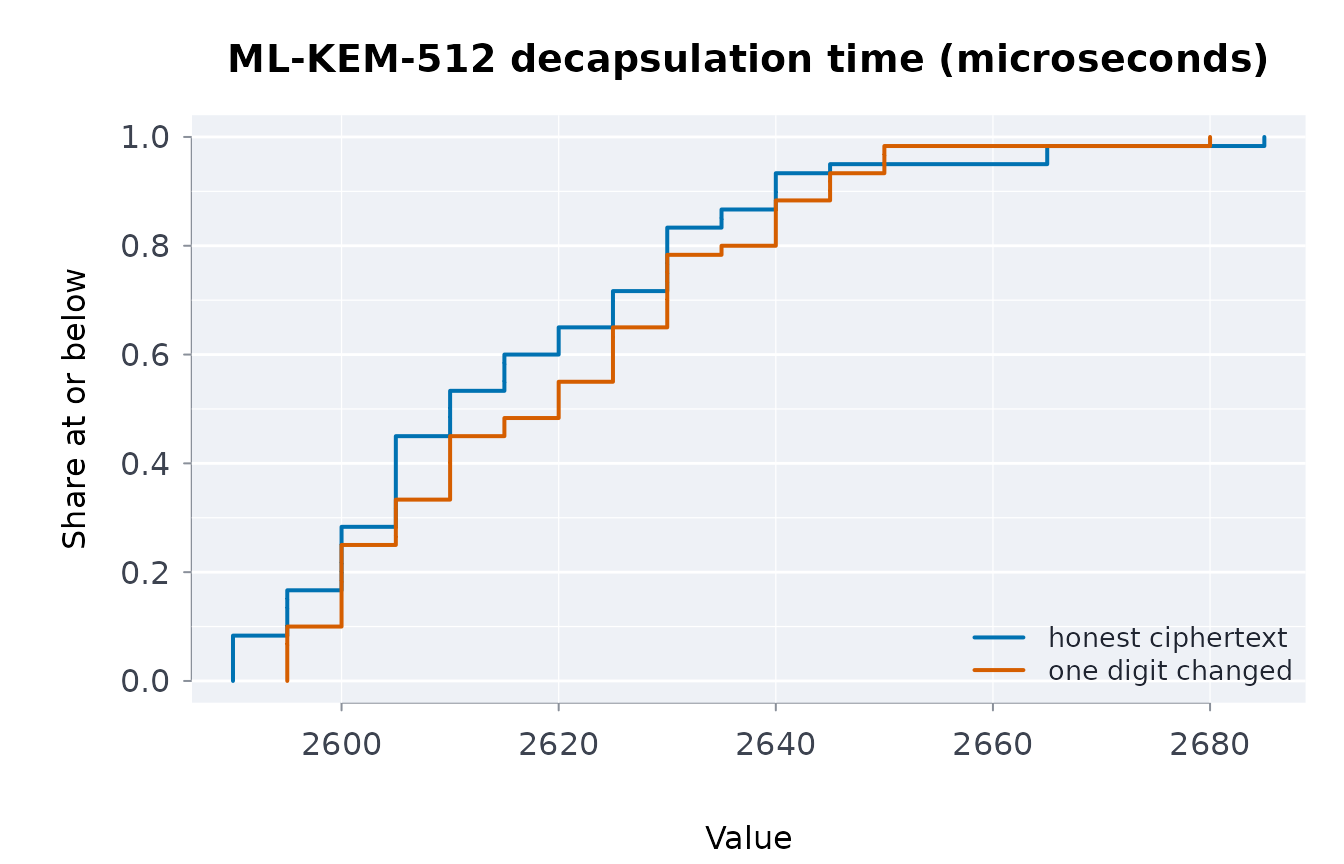 ML-KEM-512 decapsulation time (microseconds)
Share at or below
1.0
0.8
0.6
0.4
0.2
0.0
honest ciphertext
one digit changed
2600 2620 2640 2660 2680
Value